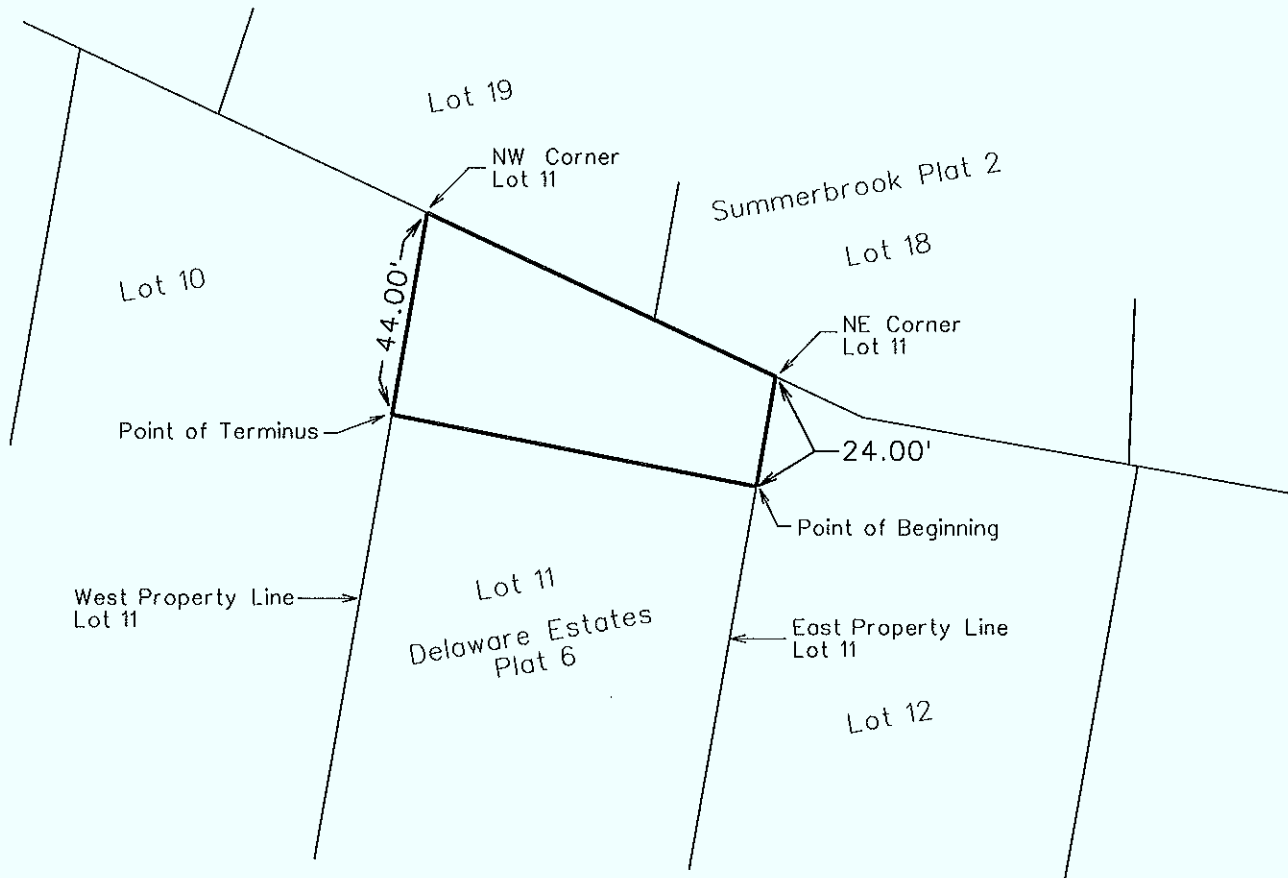 Lot 19
NW Corner
Lot 11
Summerbrook Plat 2
Lot 18
Lot 10
44.00'
NE Corner
Lot 11
Point of Terminus
24.00'
Point of Beginning
Lot 11
Delaware Estates
Plat 6
West Property Line
Lot 11
East Property Line
Lot 11
Lot 12